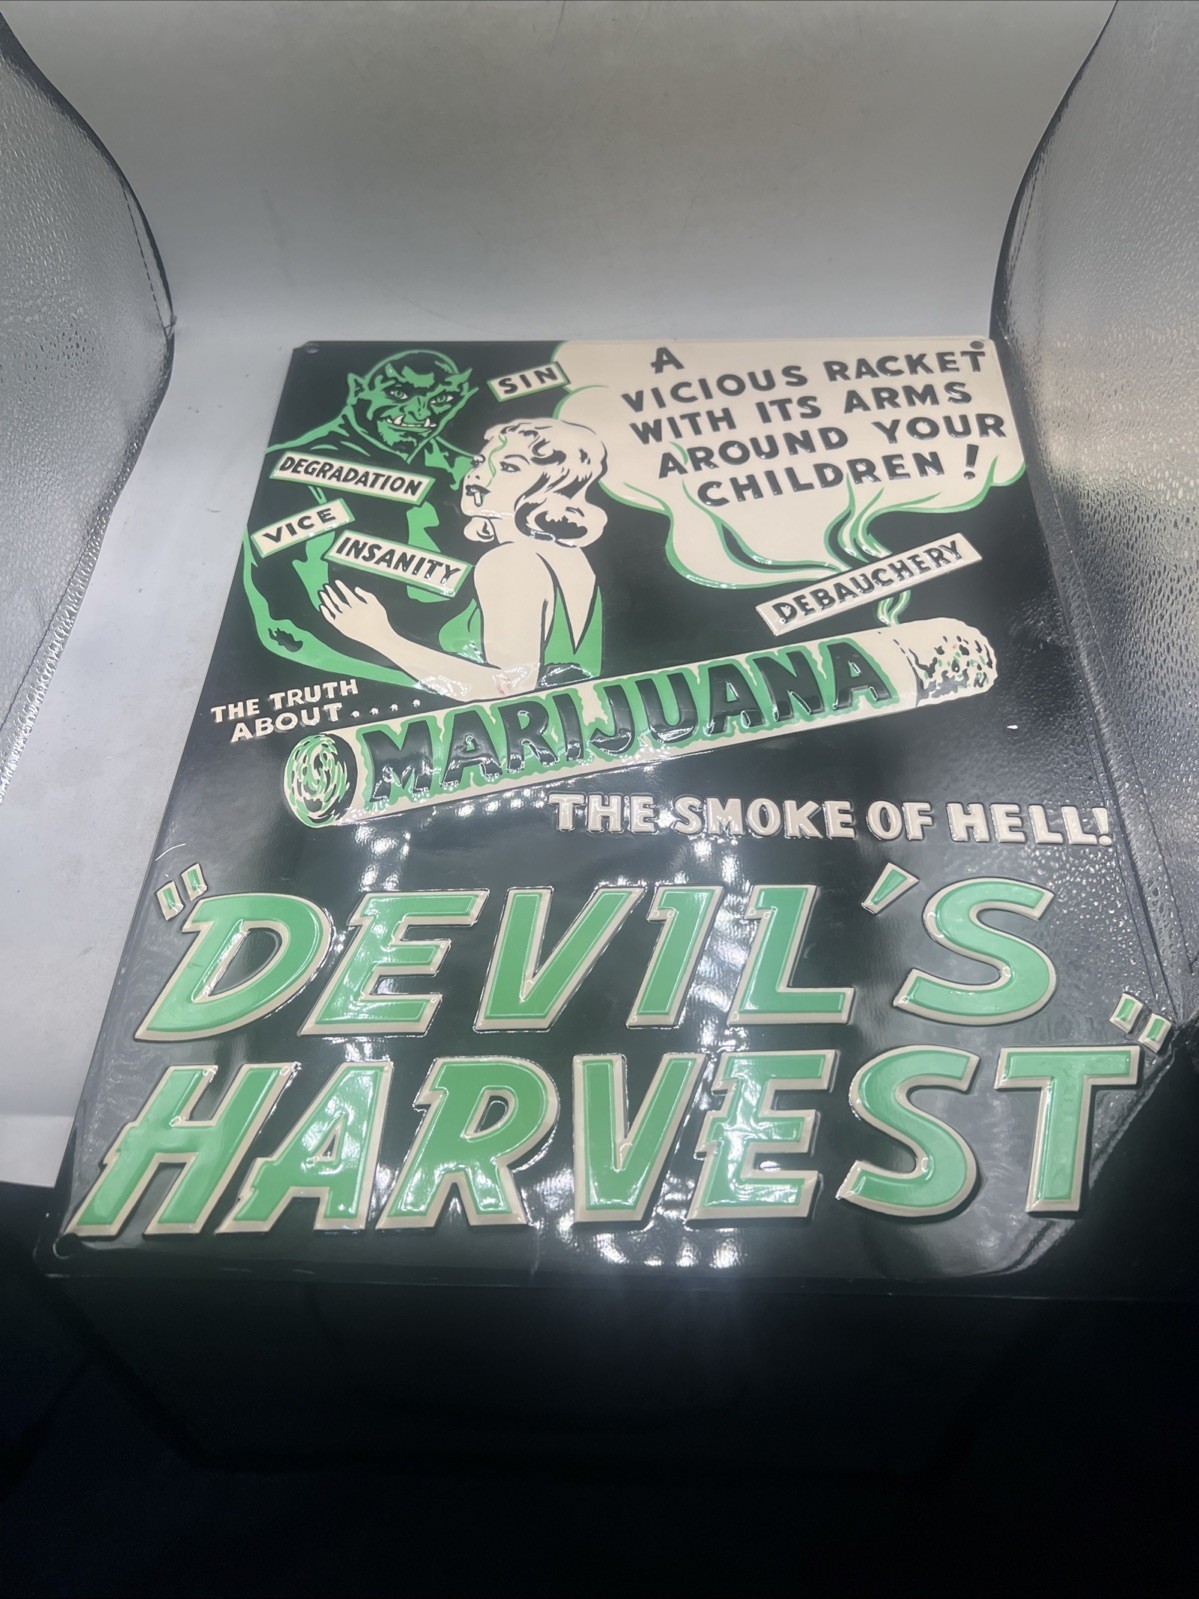 SIN
A
VICIOUS RACKET
WITH ITS ARMS
AROUND YOUR
CHILDREN!
DEGRADATION
VICE
INSANITY
DEBAUCHERY
THE TRUTH
ABOUT....
MARIJUANA
THE SMOKE OF HELL!
"DEVIL'S
HARVEST"